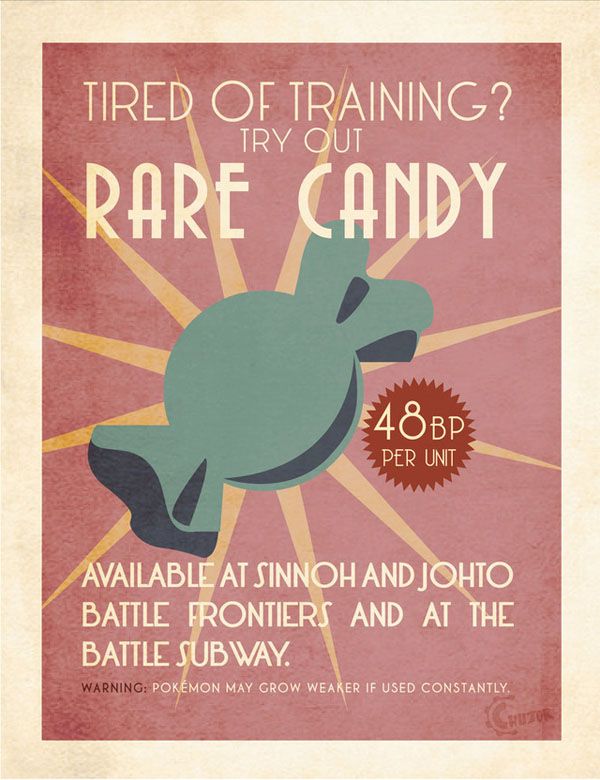 TIRED OF TRAINING?
TRY OUT
RARE CANDY
48BP
PER UNIT
AVAILABLE AT SINNOH AND JOHTO
BATTLE FRONTIERS AND AT THE
BATTLE SUBWAY.
WARNING: POKÉMON MAY GROW WEAKER IF USED CONSTANTLY.
CHUZOR